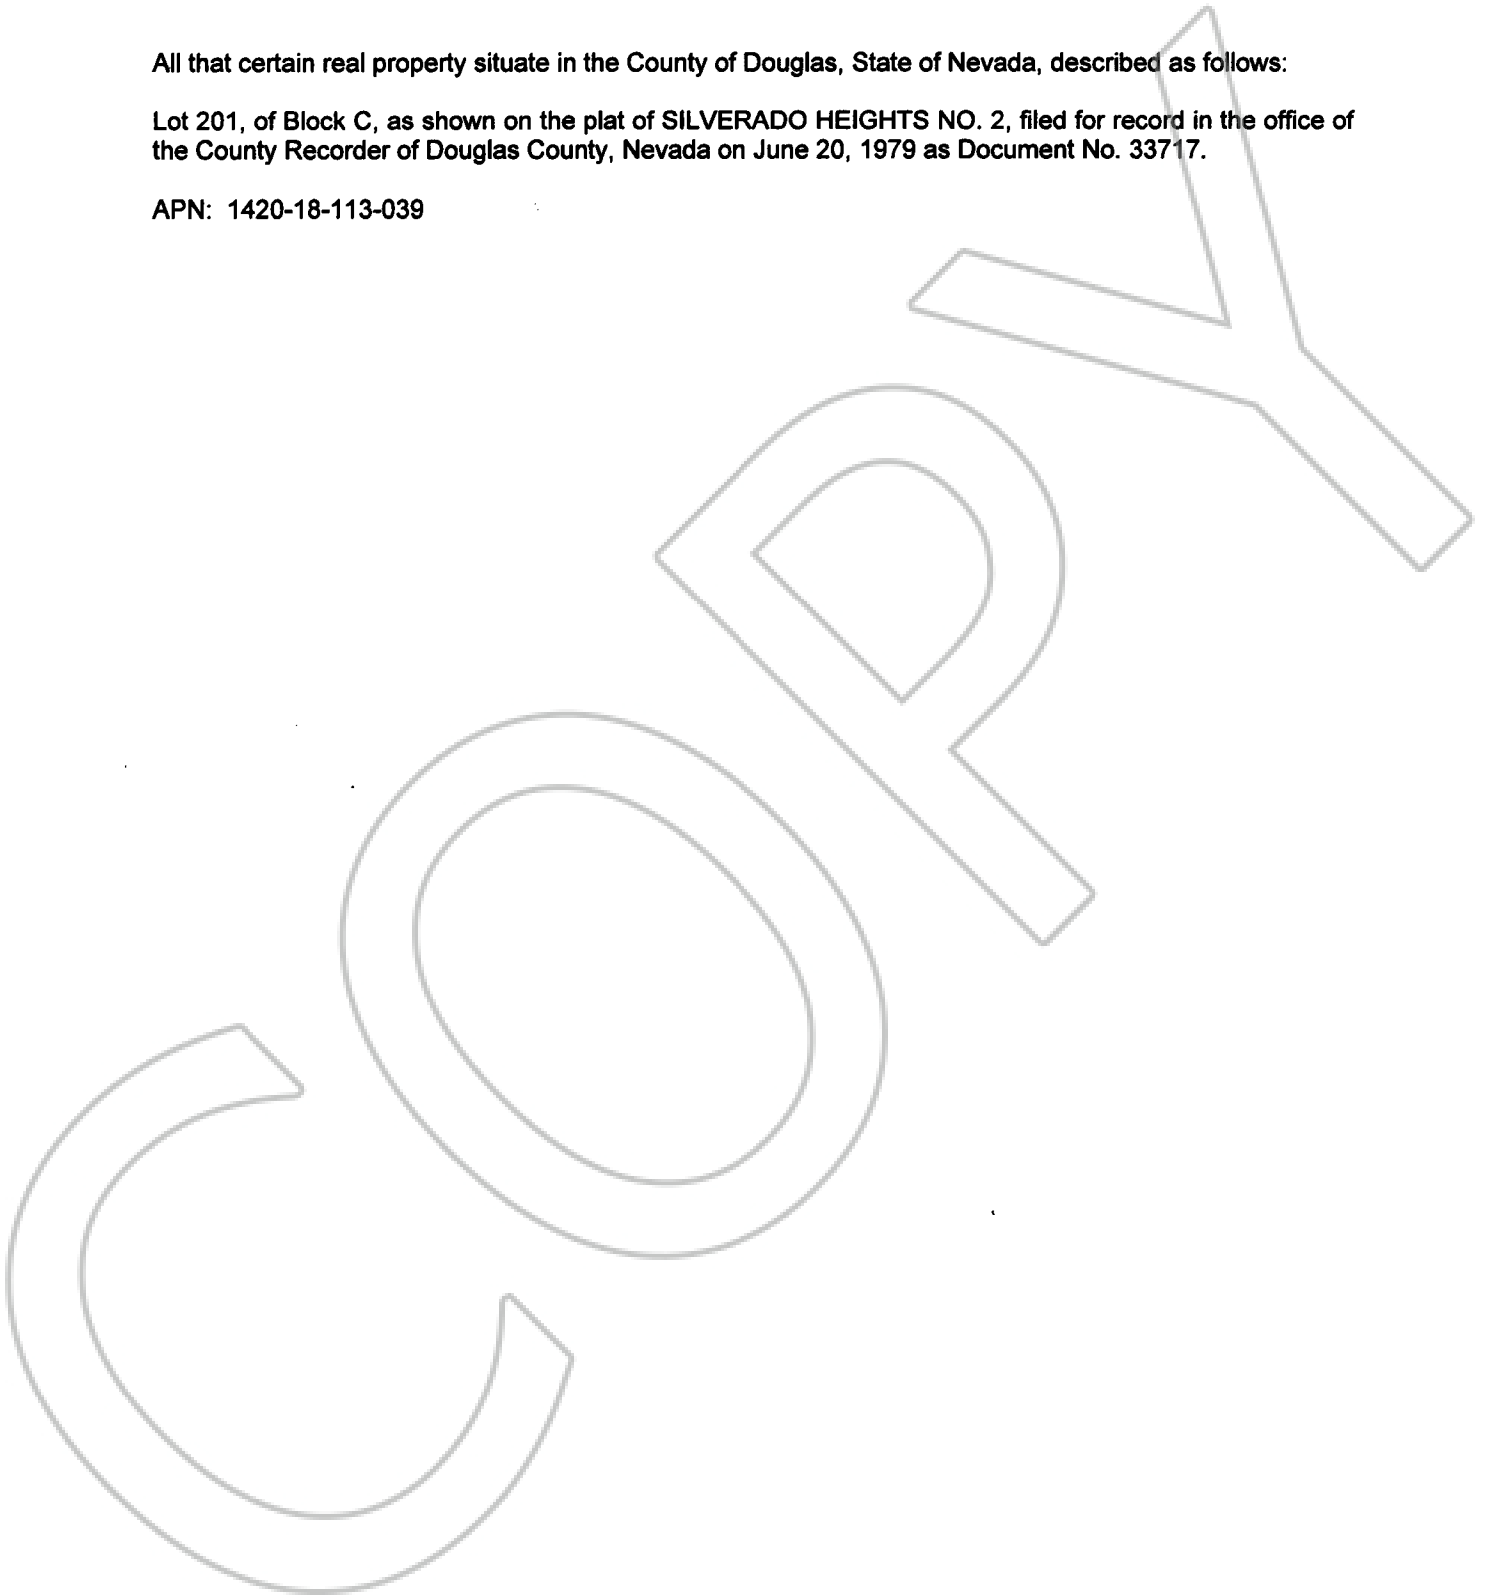 All that certain real property situate in the County of Douglas, State of Nevada, described as follows:
Lot 201, of Block C, as shown on the plat of SILVERADO HEIGHTS NO. 2, filed for record in the office of
the County Recorder of Douglas County, Nevada on June 20, 1979 as Document No. 33717.
APN: 1420-18-113-039
COPY